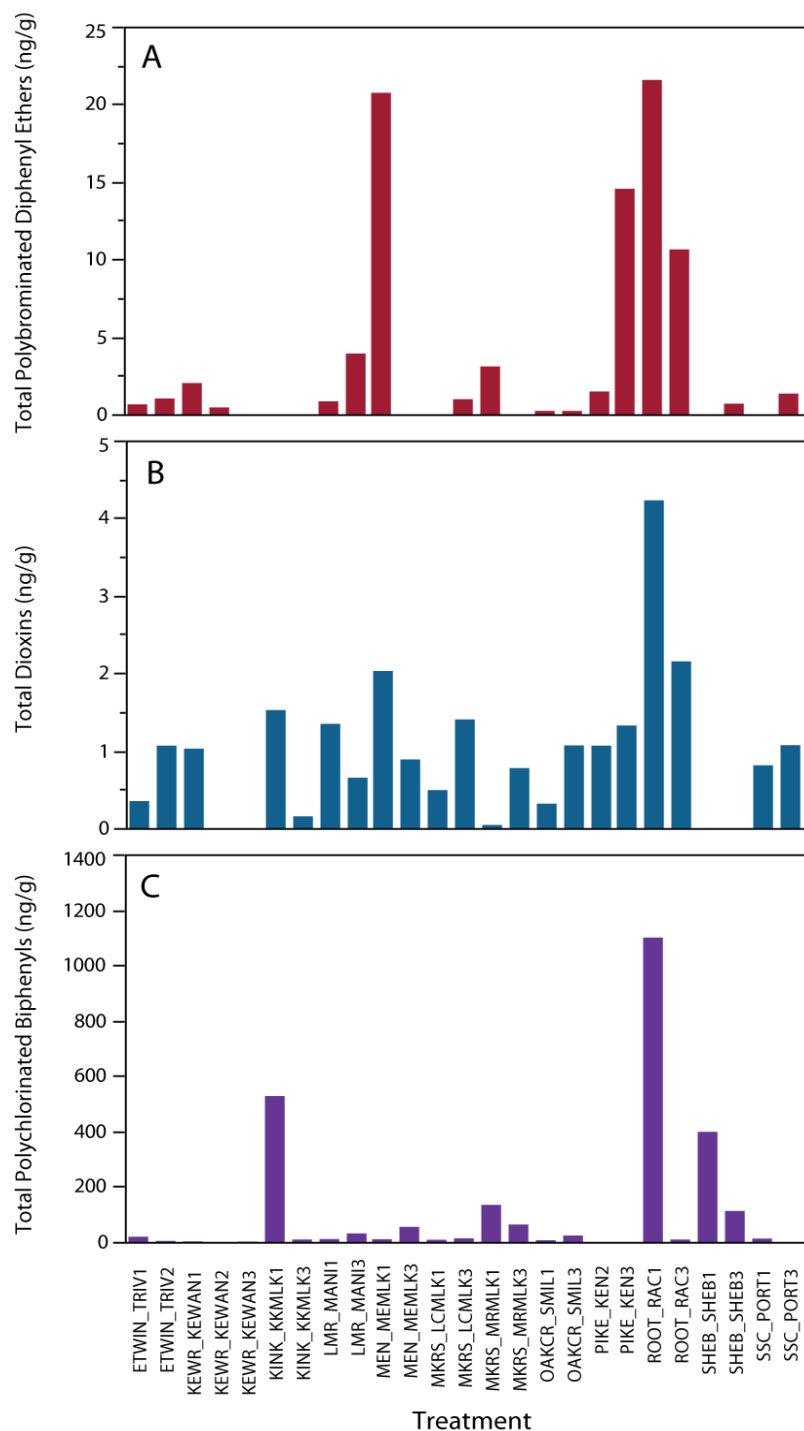 A
Total Polybrominated Diphenyl Ethers (ng/g)
25
20
15
10
5
0
B
Total Dioxins (ng/g)
5
4
3
2
1
0
C
Total Polychlorinated Biphenyls (ng/g)
1400
1200
1000
800
600
400
200
0
ETWIN_TRIV1
ETWIN_TRIV2
KEWR_KEWAN1
KEWR_KEWAN2
KEWR_KEWAN3
KINK_KKMLK1
KINK_KKMLK3
LMR_MANI1
LMR_MANI3
MEN_MEMLK1
MEN_MEMLK3
MKRS_LCMLK1
MKRS_LCMLK3
MKRS_MRMLK1
MKRS_MRMLK3
OAKCR_SMIL1
OAKCR_SMIL3
PIKE_KEN2
PIKE_KEN3
ROOT_RAC1
ROOT_RAC3
SHEB_SHEB1
SHEB_SHEB3
SSC_PORT1
SSC_PORT3
Treatment